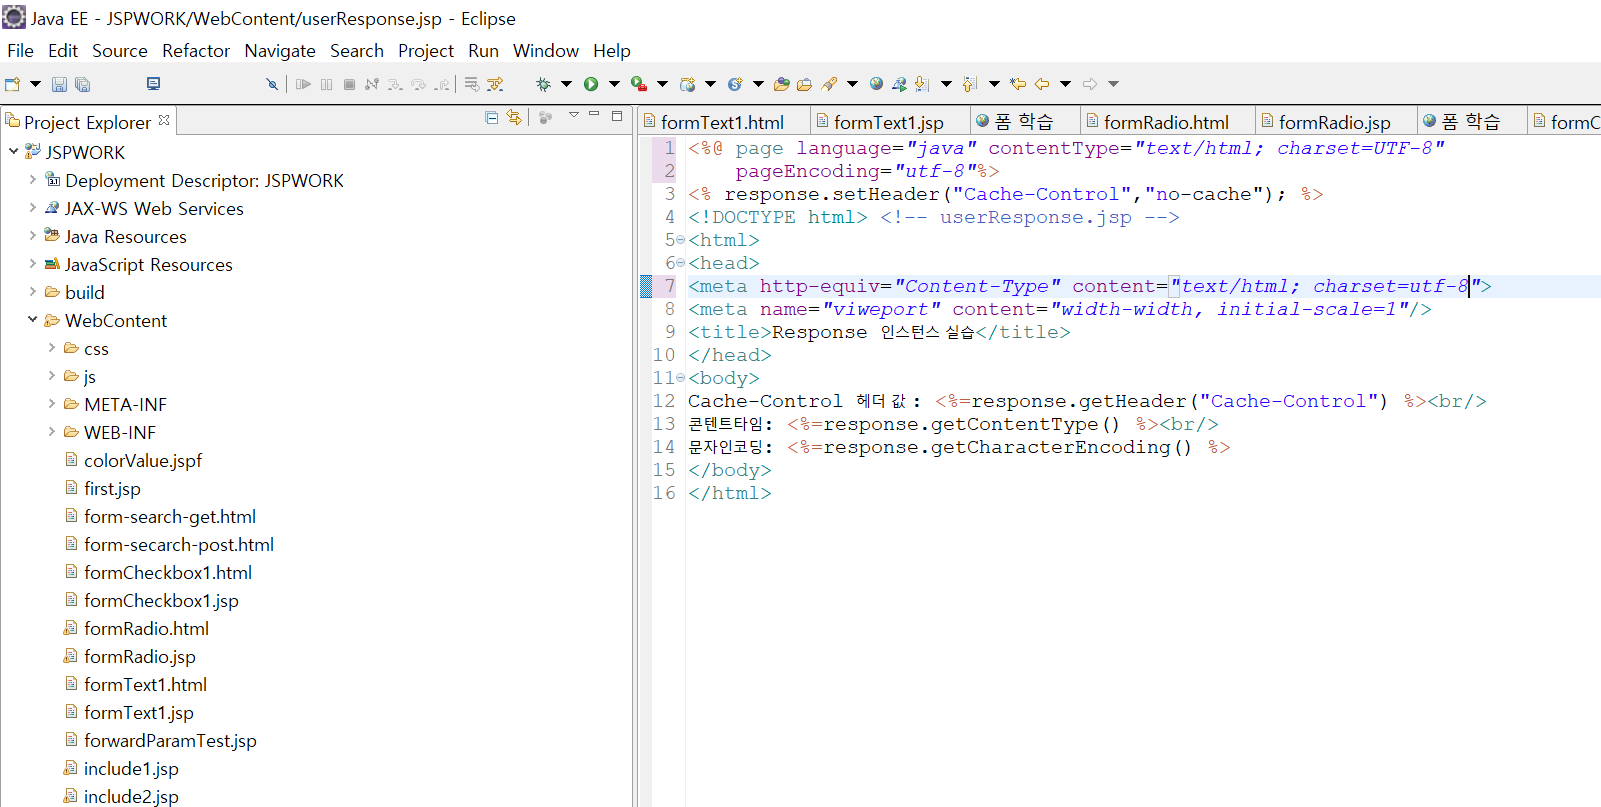 Java EE - JSPWORK/WebContent/userResponse.jsp - Eclipse
File Edit Source Refactor Navigate Search Project Run Window Help
Project Explorer
JSPWORK
Deployment Descriptor: JSPWORK
JAX-WS Web Services
Java Resources
JavaScript Resources
build
WebContent
css
js
META-INF
WEB-INF
colorValue.jspf
first.jsp
form-search-get.html
form-secarch-post.html
formCheckbox1.html
formCheckbox1.jsp
formRadio.html
formRadio.jsp
formText1.html
formText1.jsp
forwardParamTest.jsp
include1.jsp
include2.jsp
formText1.html formText1.jsp 폼 학습 formRadio.html formRadio.jsp 폼 학습 formC
1 <%@ page language="java" contentType="text/html; charset=UTF-8"
2     pageEncoding="utf-8"%>
3 <% response.setHeader("Cache-Control","no-cache"); %>
4 <!DOCTYPE html> <!-- userResponse.jsp -->
5 <html>
6 <head>
7 <meta http-equiv="Content-Type" content="text/html; charset=utf-8">
8 <meta name="viweport" content="width-width, initial-scale=1"/>
9 <title>Response 인스턴스 실습</title>
10 </head>
11 <body>
12 Cache-Control 헤더 값 : <%=response.getHeader("Cache-Control") %><br/>
13 콘텐트타임: <%=response.getContentType() %><br/>
14 문자인코딩: <%=response.getCharacterEncoding() %>
15 </body>
16 </html>